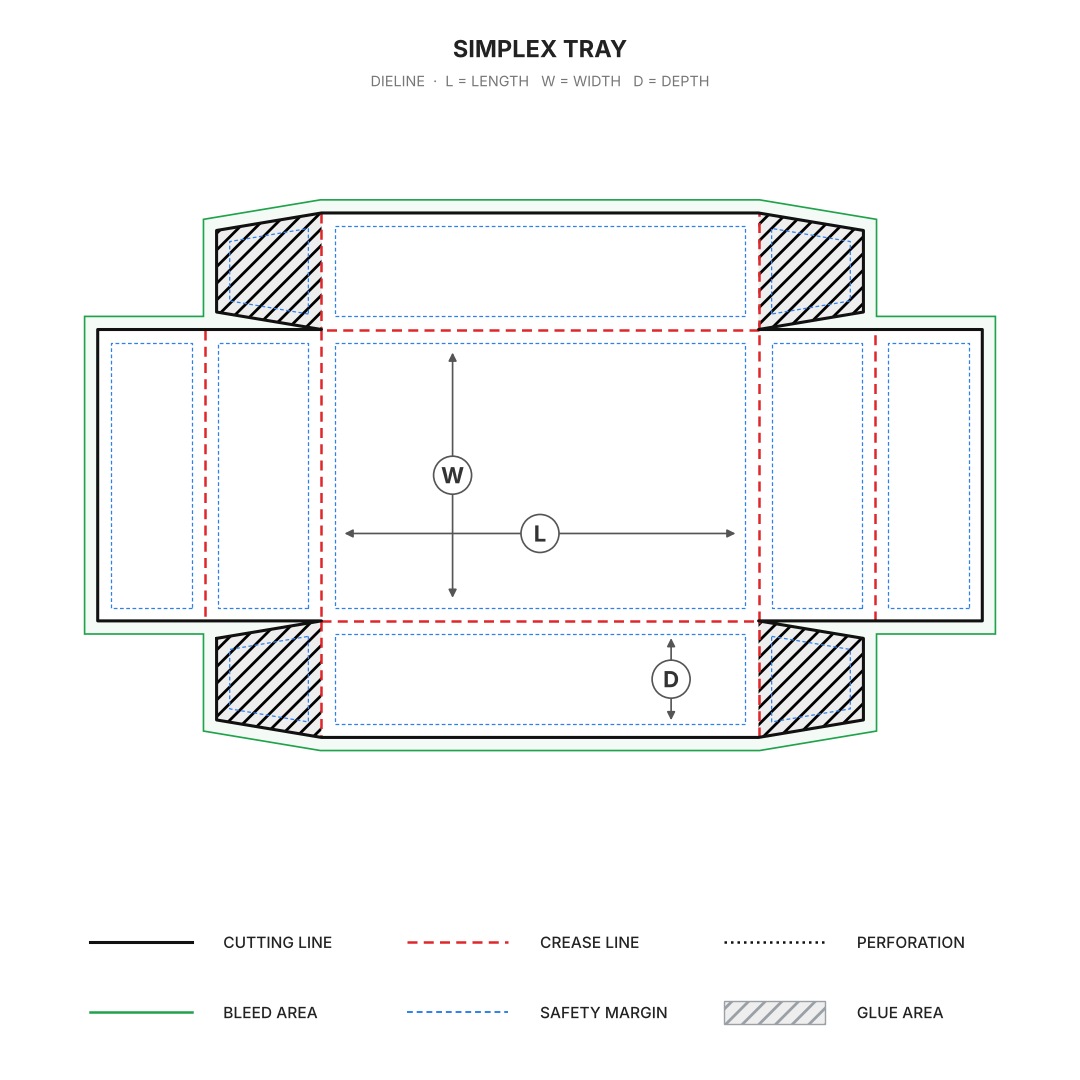 SIMPLEX TRAY
DIELINE · L = LENGTH W = WIDTH D = DEPTH
W
L
D
CUTTING LINE
CREASE LINE
PERFORATION
BLEED AREA
SAFETY MARGIN
GLUE AREA